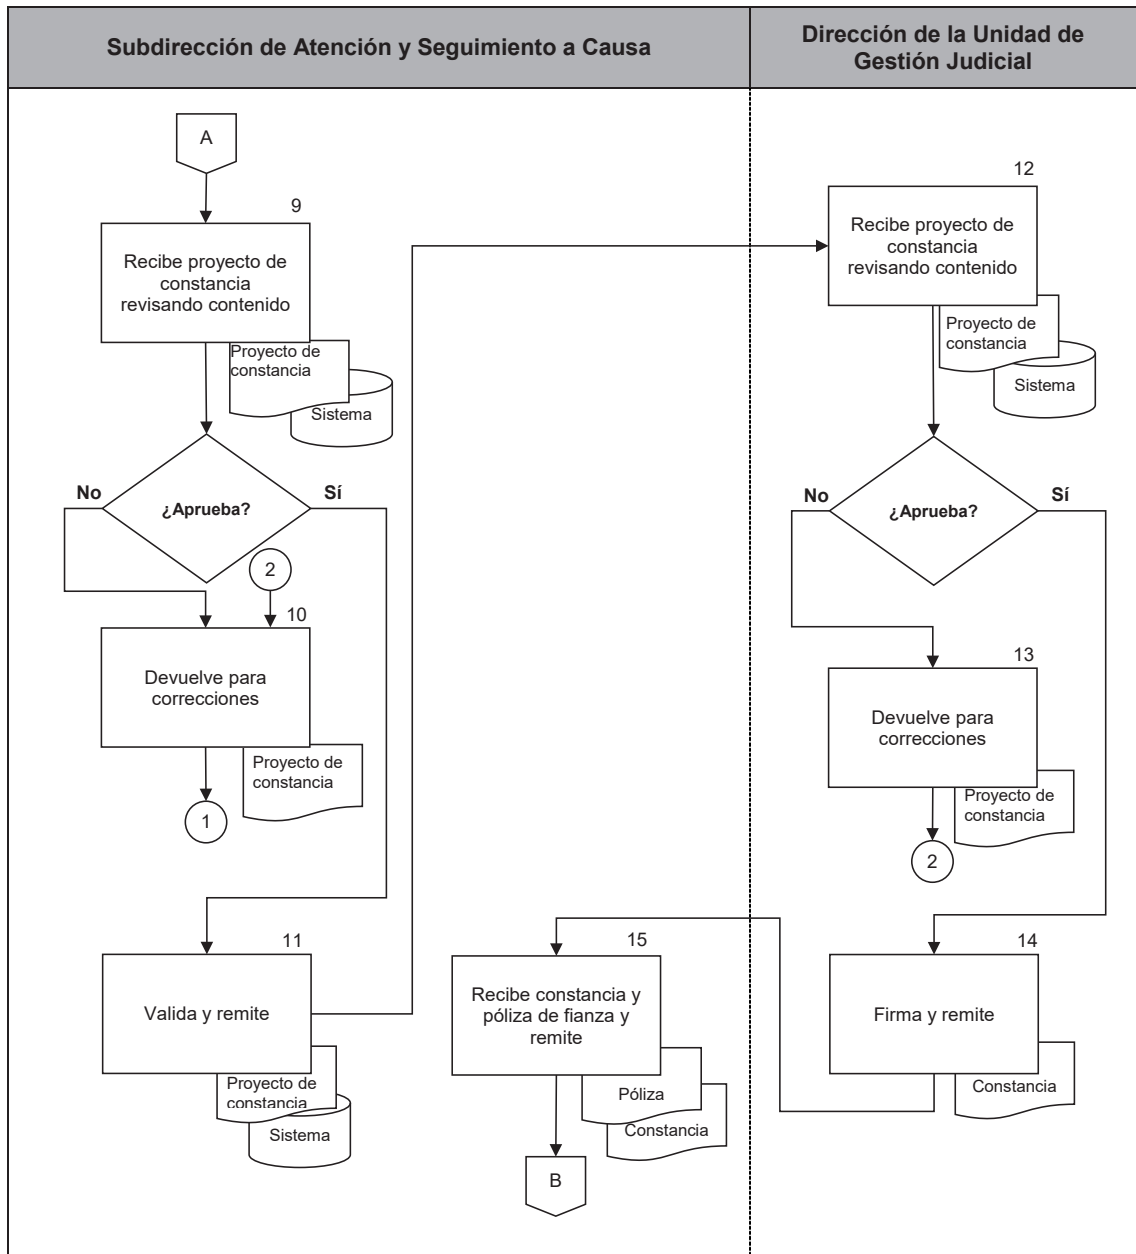 Subdirección de Atención y Seguimiento a Causa
Dirección de la Unidad de
Gestión Judicial
A
9
Recibe proyecto de
constancia
revisando contenido
Proyecto de
constancia
Sistema
No
¿Aprueba?
Sí
2
10
Devuelve para
correcciones
Proyecto de
constancia
1
11
Valida y remite
Proyecto de
constancia
Sistema
12
Recibe proyecto de
constancia
revisando contenido
Proyecto de
constancia
Sistema
No
¿Aprueba?
Sí
13
Devuelve para
correcciones
Proyecto de
constancia
2
14
Firma y remite
Constancia
15
Recibe constancia y
póliza de fianza y
remite
Póliza
Constancia
B